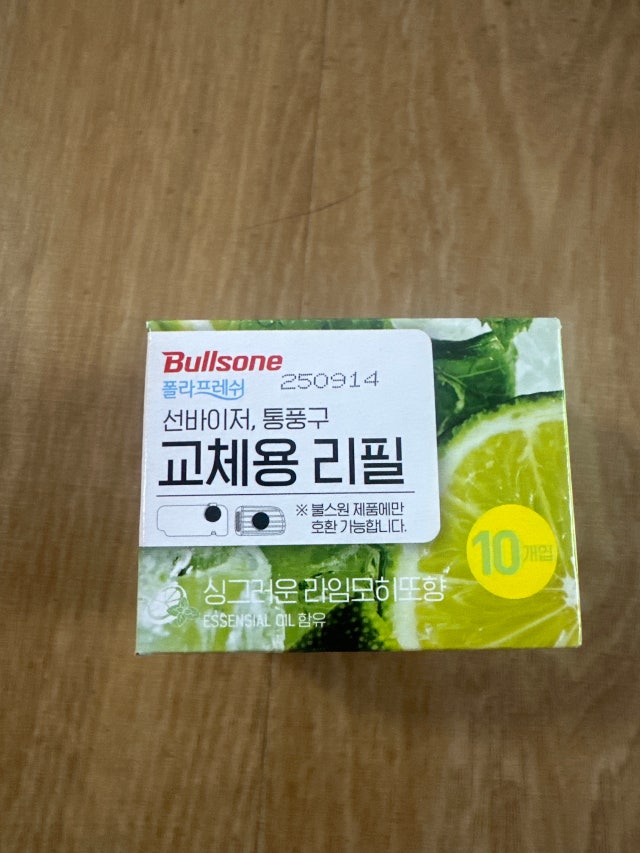 Bullsone
폴라프레쉬
250914
선바이저, 통풍구
교체용 리필
※ 불스원 제품에만
호환 가능합니다.
10개입
싱그러운 라임모히또향
ESSENSIAL OIL 함유